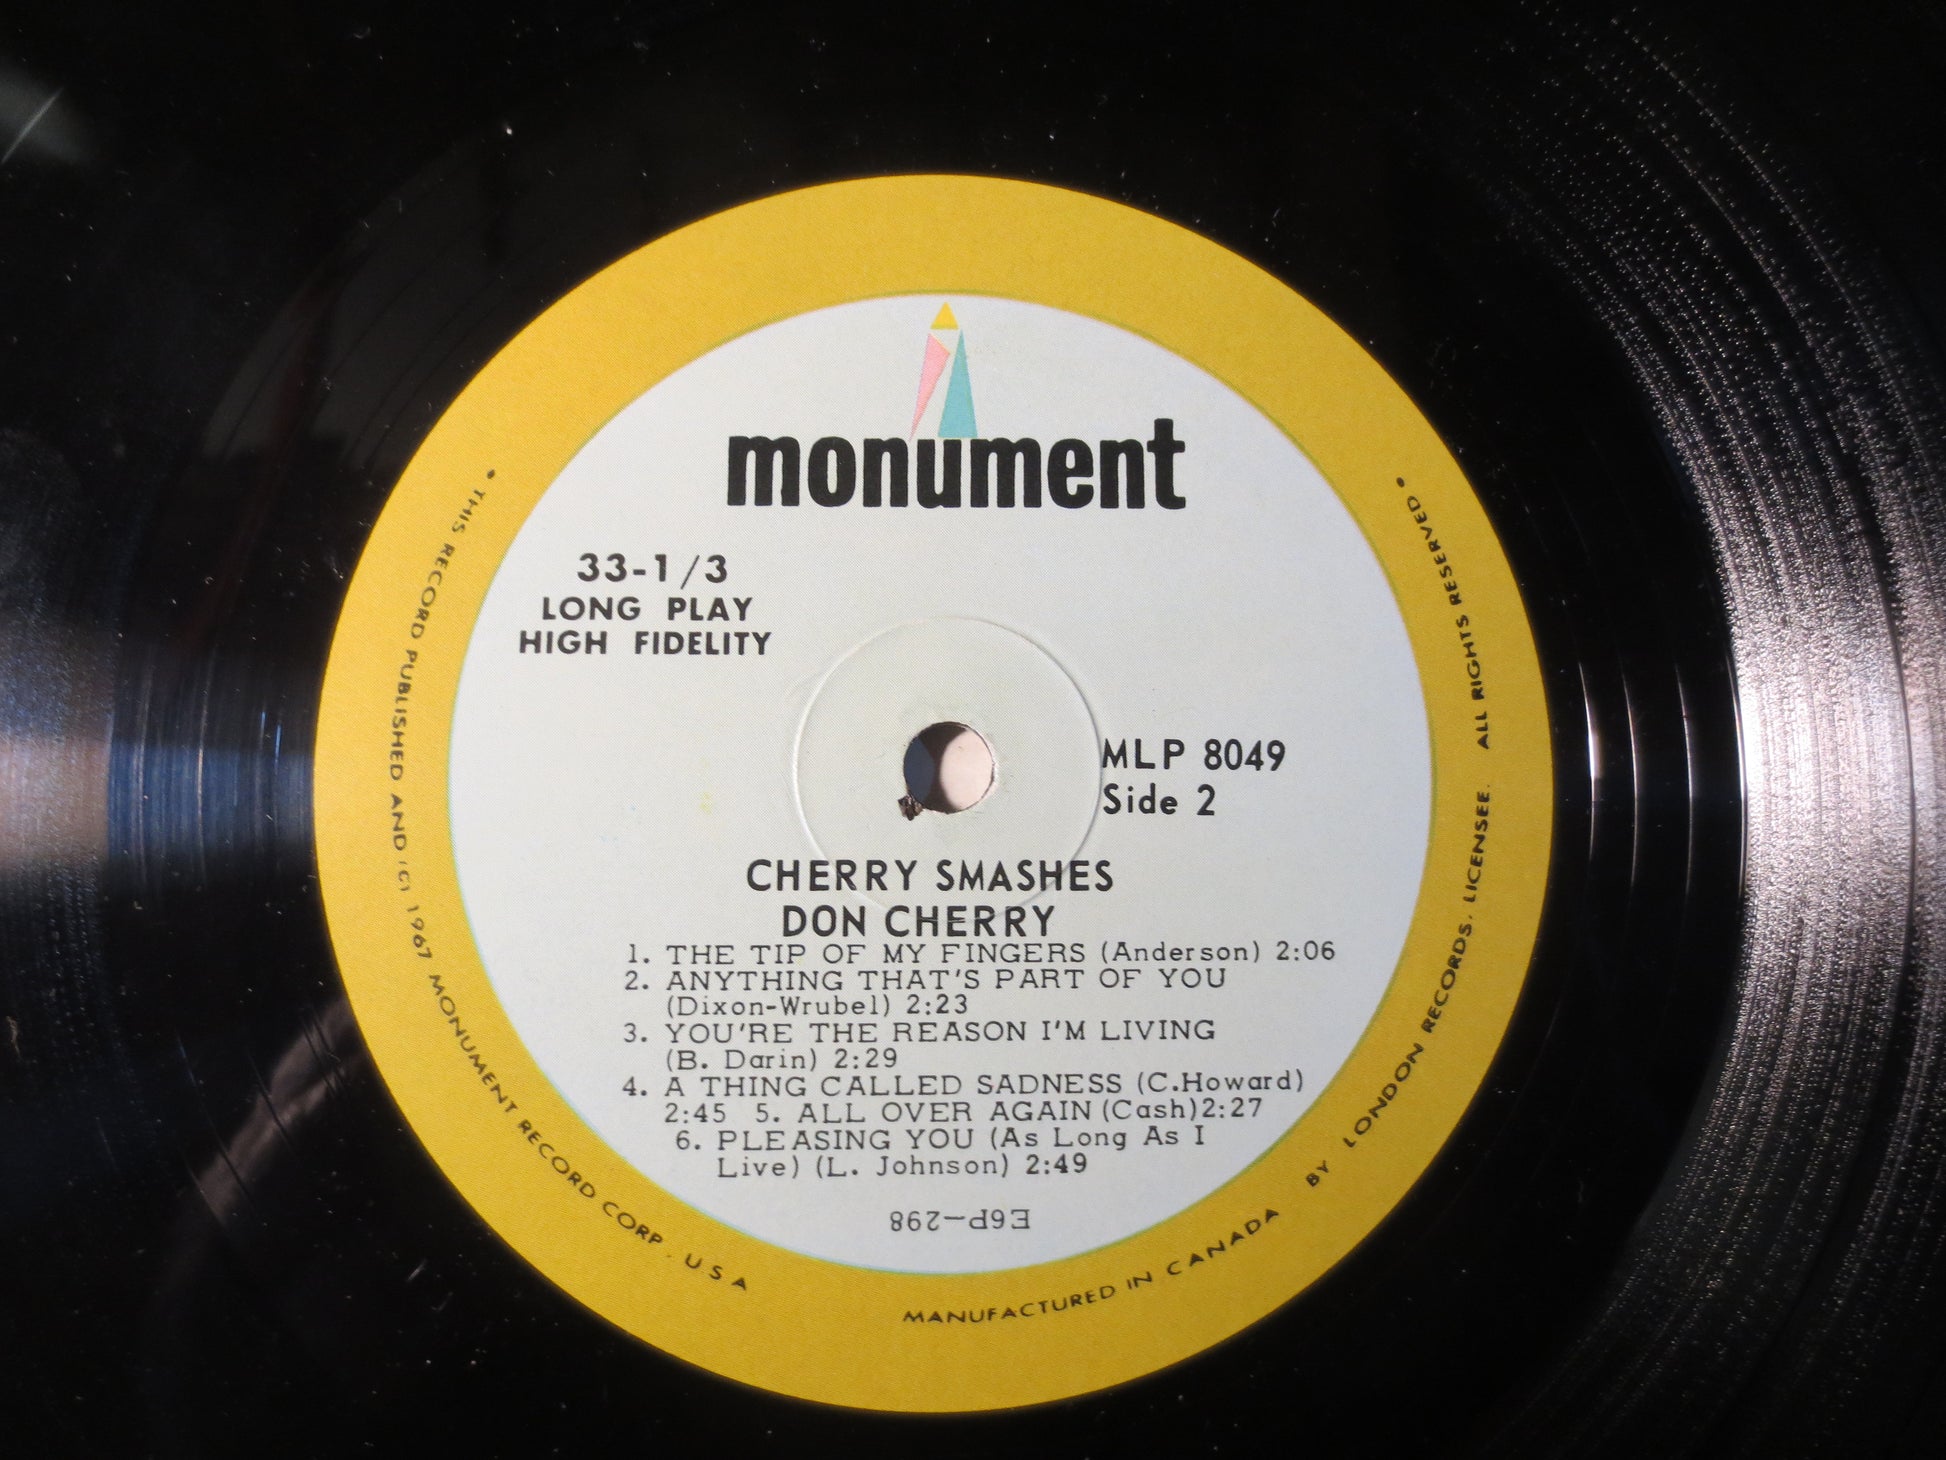 monument
33-1/3
LONG PLAY
HIGH FIDELITY
MLP 8049
Side 2
CHERRY SMASHES
DON CHERRY
1. THE TIP OF MY FINGERS (Anderson) 2:06
2. ANYTHING THAT'S PART OF YOU
(Dixon-Wrubel) 2:23
3. YOU'RE THE REASON I'M LIVING
(B. Darin) 2:29
4. A THING CALLED SADNESS (C.Howard)
2:45 5. ALL OVER AGAIN (Cash)2:27
6. PLEASING YOU (As Long As I
Live) (L. Johnson) 2:49
E6P-298
• THIS RECORD PUBLISHED AND (C) 1967 MONUMENT RECORD CORP. U S A
MANUFACTURED IN CANADA BY LONDON RECORDS, LICENSEE. ALL RIGHTS RESERVED •